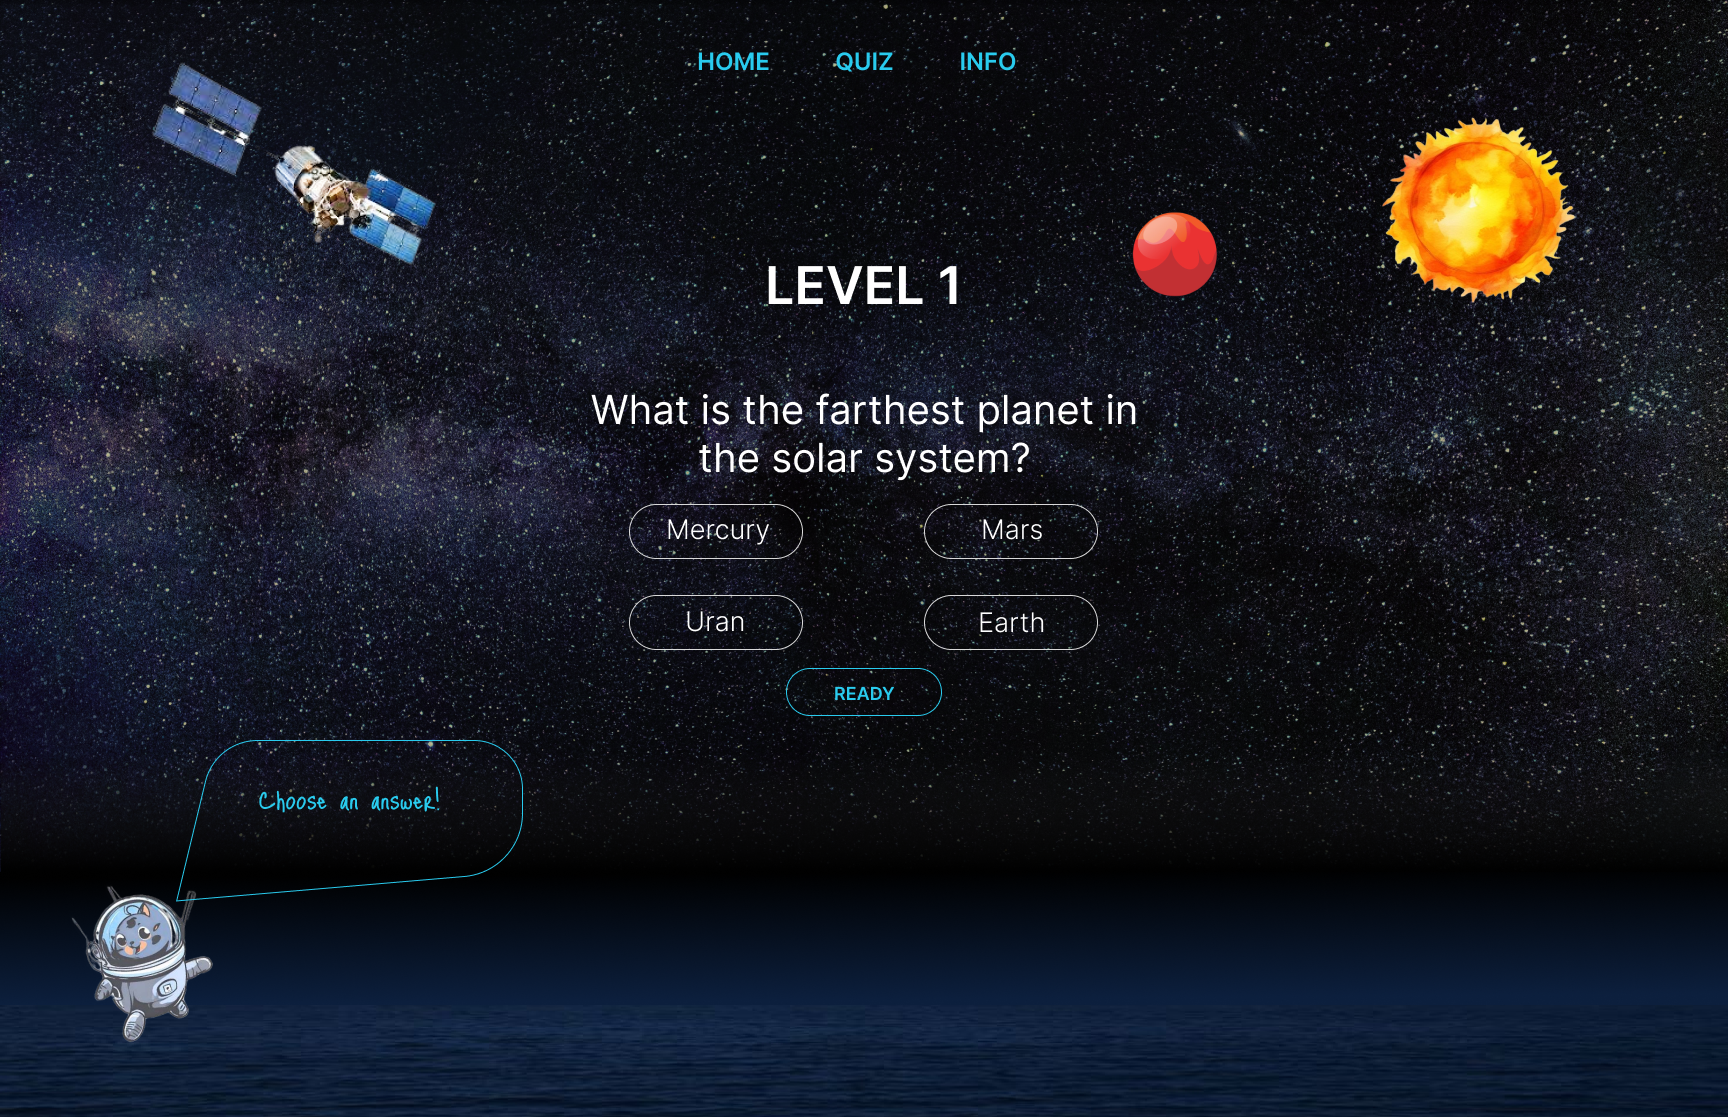 HOME QUIZ INFO
LEVEL 1
What is the farthest planet in
the solar system?
Mercury Mars
Uran Earth
READY
Choose an answer!